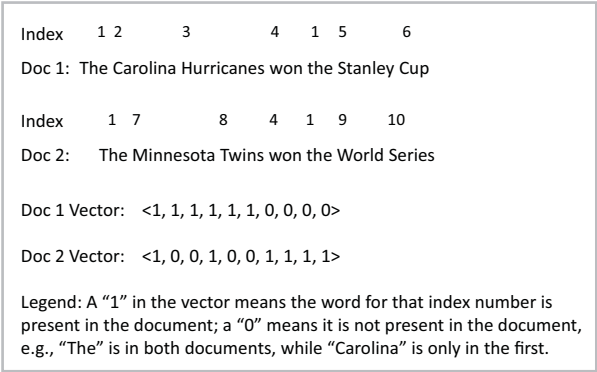 Index 1 2 3 4 1 5 6
Doc 1: The Carolina Hurricanes won the Stanley Cup
Index 1 7 8 4 1 9 10
Doc 2: The Minnesota Twins won the World Series
Doc 1 Vector: <1, 1, 1, 1, 1, 1, 0, 0, 0, 0>
Doc 2 Vector: <1, 0, 0, 1, 0, 0, 1, 1, 1, 1>
Legend: A “1” in the vector means the word for that index number is
present in the document; a “0” means it is not present in the document,
e.g., “The” is in both documents, while “Carolina” is only in the first.